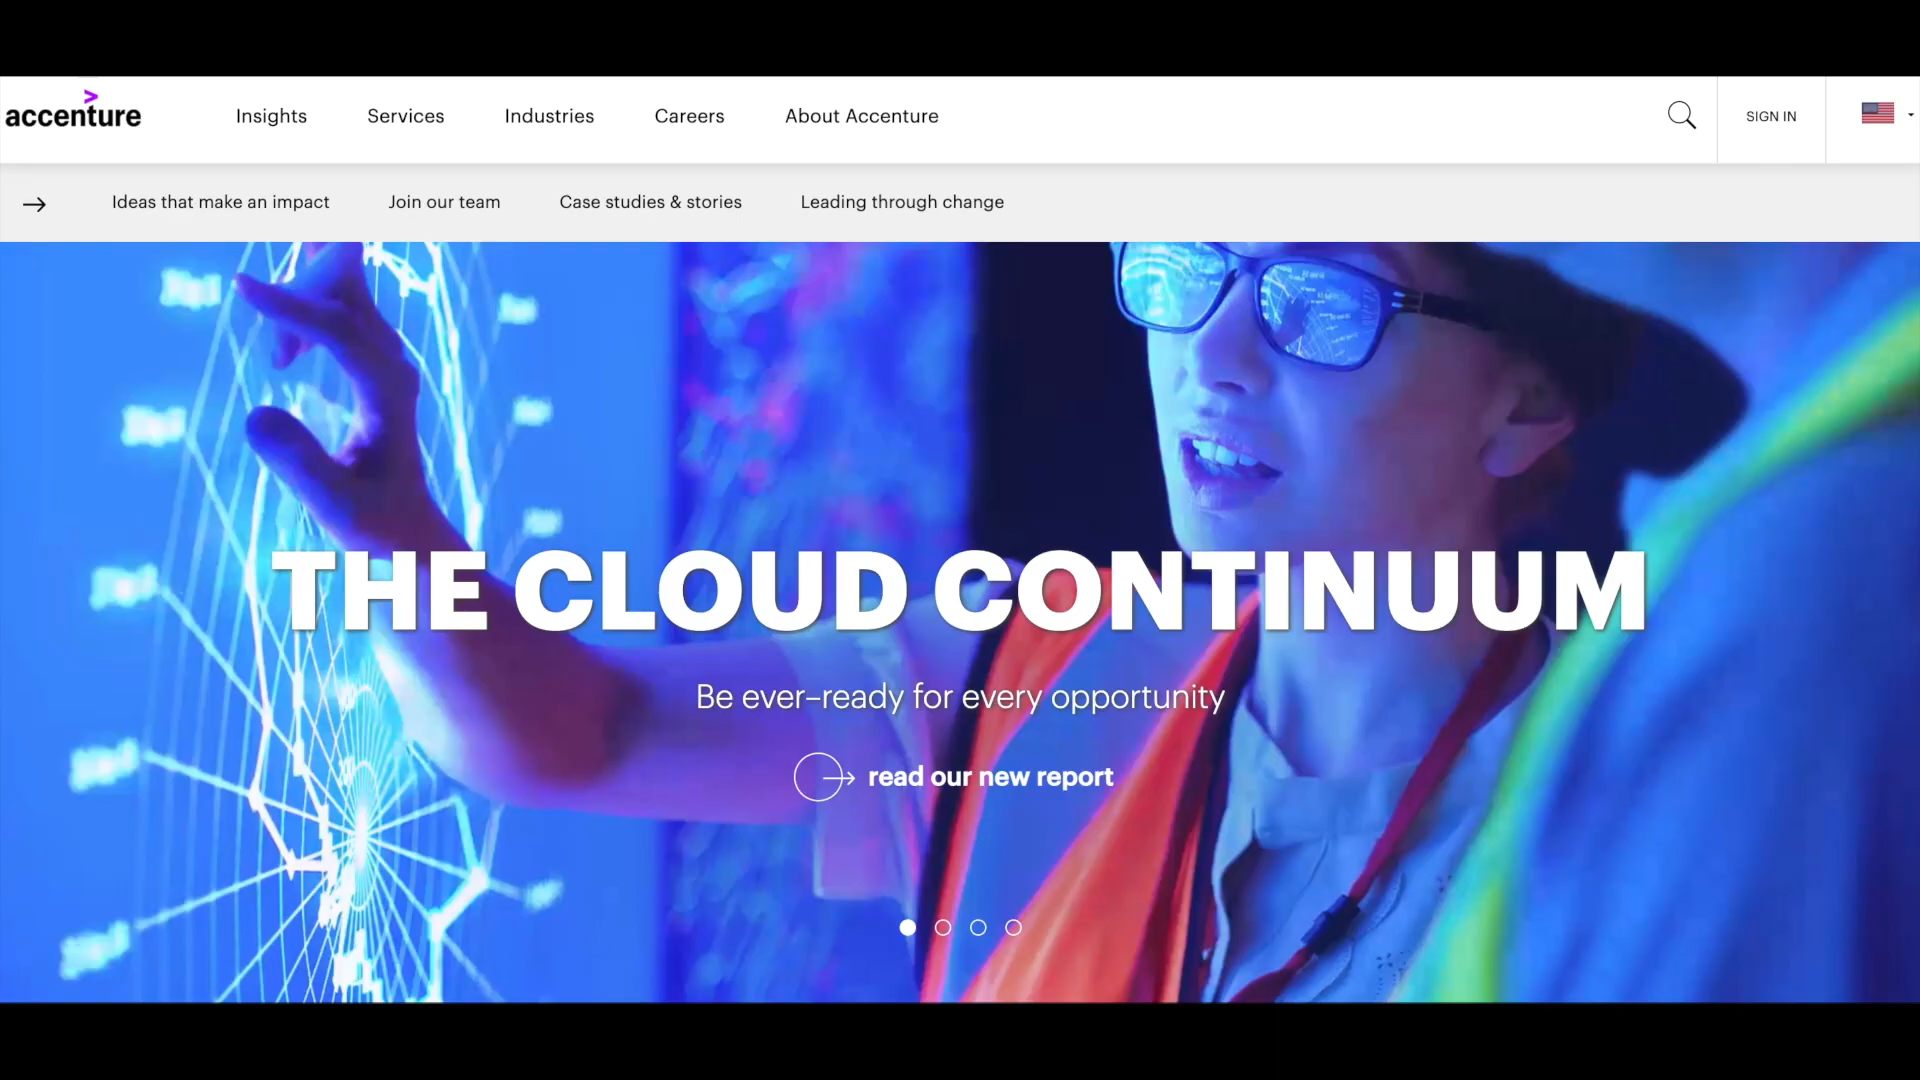 accenture
Insights
Services
Industries
Careers
About Accenture
SIGN IN
Ideas that make an impact
Join our team
Case studies & stories
Leading through change
THE CLOUD CONTINUUM
Be ever-ready for every opportunity
read our new report